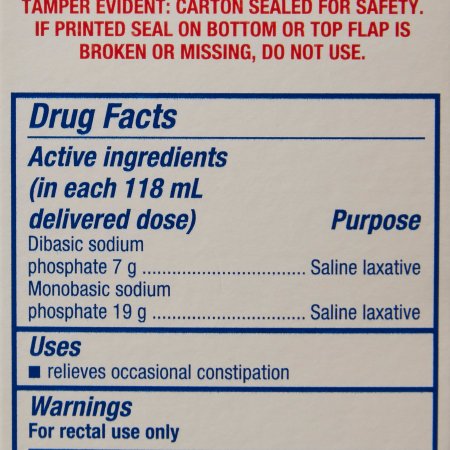 TAMPER EVIDENT: CARTON SEALED FOR SAFETY.
IF PRINTED SEAL ON BOTTOM OR TOP FLAP IS
BROKEN OR MISSING, DO NOT USE.
Drug Facts
Active ingredients
(in each 118 mL
delivered dose) Purpose
Dibasic sodium
phosphate 7 g ................................. Saline laxative
Monobasic sodium
phosphate 19 g ............................... Saline laxative
Uses
■ relieves occasional constipation
Warnings
For rectal use only